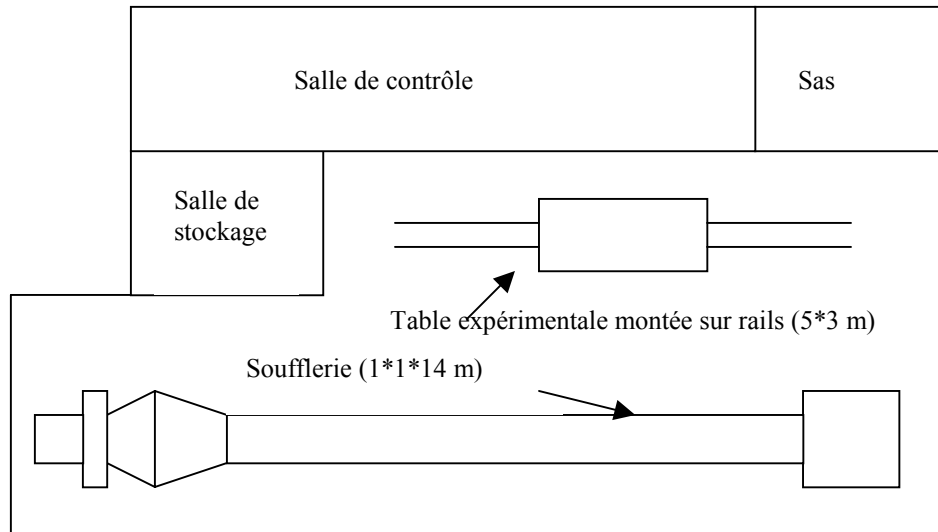 Salle de contrôle
Sas
Salle de
stockage
Table expérimentale montée sur rails (5*3 m)
Soufflerie (1*1*14 m)